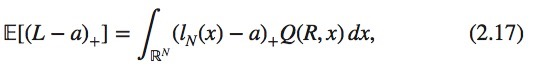 𝔼[(L − a)₊] = ∫_{ℝ^N} (l_N(x) − a)₊Q(R, x) dx, (2.17)